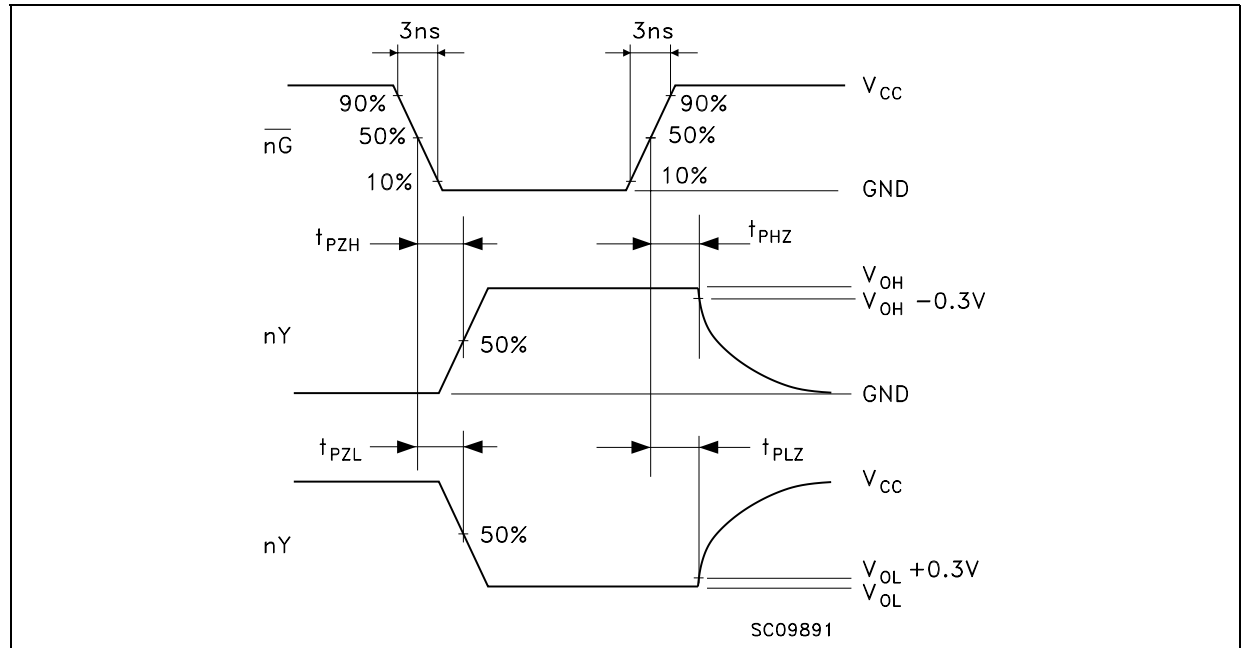 3ns 3ns
90% 90% V_CC
n̅G̅ 50% 50%
10% 10% GND
t_PZH t_PHZ
V_OH
V_OH −0.3V
nY 50%
GND
t_PZL t_PLZ
V_CC
nY 50%
V_OL +0.3V
V_OL
SC09891